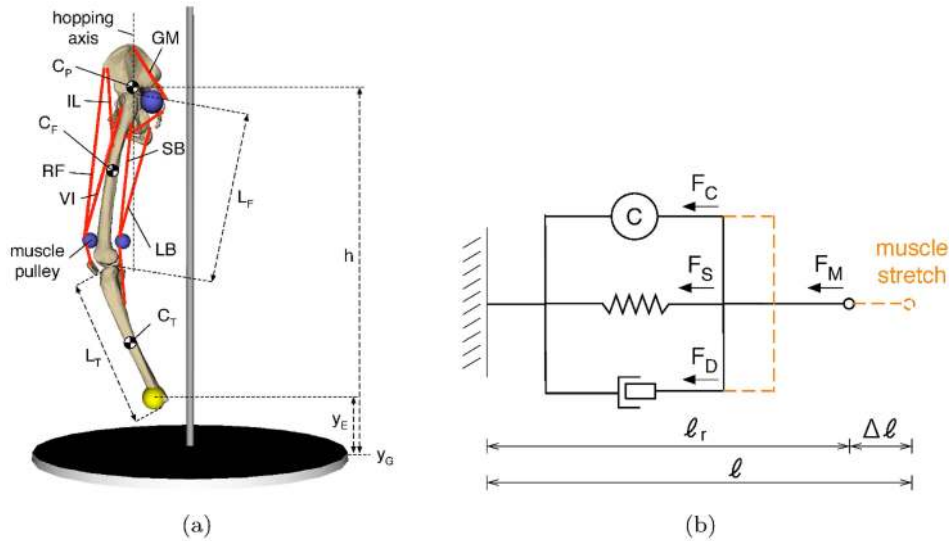 hopping
axis
GM
C_P
IL
C_F
SB
RF
L_F
VI
LB
muscle
pulley
h
C_T
L_T
y_E
y_G
(a)
F_C
C
F_S
F_M
muscle
stretch
F_D
ℓ_r
Δℓ
ℓ
(b)